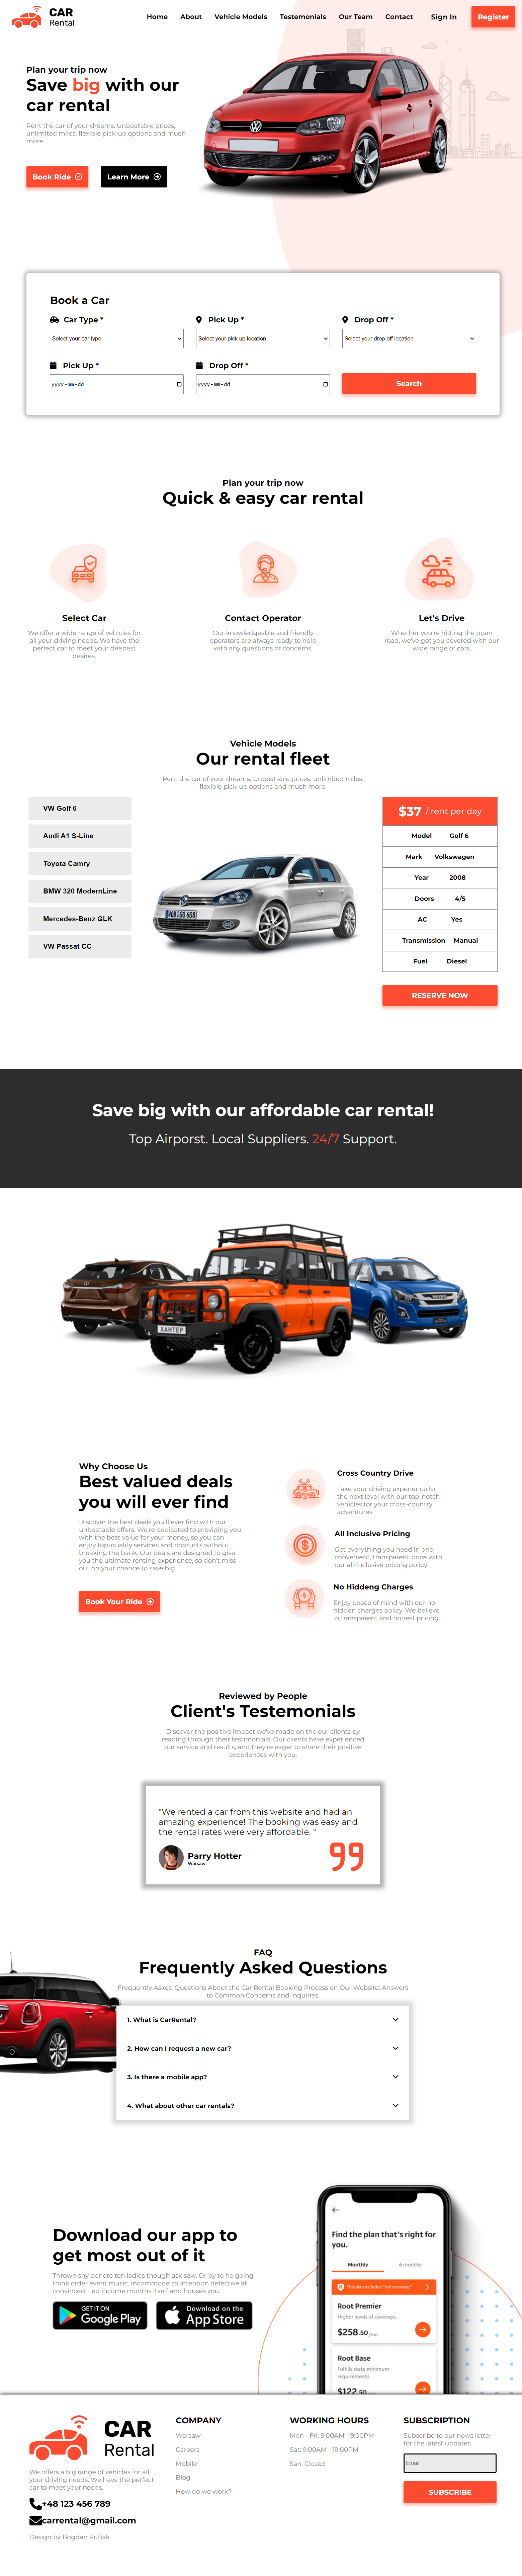 CAR
Rental
Home About Vehicle Models Testemonials Our Team Contact Sign In Register
Plan your trip now
Save big with our
car rental
Rent the car of your dreams. Unbeatable prices,
unlimited miles, flexible pick-up options and much
more.
Book Ride Learn More
Book a Car
Car Type * Pick Up * Drop Off *
Select your car type Select your pick up location Select your drop off location
Pick Up * Drop Off *
yyyy-mm-dd yyyy-mm-dd Search
Plan your trip now
Quick & easy car rental
Select Car
We offer a wide range of vehicles for
all your driving needs. We have the
perfect car to meet your deepest
desires.
Contact Operator
Our knowledgeable and friendly
operators are always ready to help
with any questions or concerns.
Let's Drive
Whether you're hitting the open
road, we've got you covered with our
wide range of cars.
Vehicle Models
Our rental fleet
Rent the car of your dreams. Unbeatable prices, unlimited miles,
flexible pick-up options and much more.
VW Golf 6
Audi A1 S-Line
Toyota Camry
BMW 320 ModernLine
Mercedes-Benz GLK
VW Passat CC
$37 / rent per day
Model Golf 6
Mark Volkswagen
Year 2008
Doors 4/5
AC Yes
Transmission Manual
Fuel Diesel
RESERVE NOW
Save big with our affordable car rental!
Top Airporst. Local Suppliers. 24/7 Support.
ХАНТЕР
Why Choose Us
Best valued deals
you will ever find
Discover the best deals you'll ever find with our
unbeatable offers. We're dedicated to providing you
with the best value for your money, so you can
enjoy top-quality services and products without
breaking the bank. Our deals are designed to give
you the ultimate renting experience, so don't miss
out on your chance to save big.
Book Your Ride
Cross Country Drive
Take your driving experience to
the next level with our top-notch
vehicles for your cross-country
adventures.
All Inclusive Pricing
Get everything you need in one
convenient, transparent price with
our all-inclusive pricing policy.
No Hiddeng Charges
Enjoy peace of mind with our no
hidden charges policy. We believe
in transparent and honest pricing.
Reviewed by People
Client's Testemonials
Discover the positive impact we've made on the our clients by
reading through their testimonials. Our clients have experienced
our service and results, and they're eager to share their positive
experiences with you.
"We rented a car from this website and had an
amazing experience! The booking was easy and
the rental rates were very affordable. "
Parry Hotter
Warsaw
FAQ
Frequently Asked Questions
Frequently Asked Questions About the Car Rental Booking Process on Our Website: Answers
to Common Concerns and Inquiries.
1. What is CarRental?
2. How can I request a new car?
3. Is there a mobile app?
4. What about other car rentals?
Download our app to
get most out of it
Thrown shy denote ten ladies though ask saw. Or by to he going
think order event music. Incommode so intention defective at
convinced. Led income months itself and houses you.
GET IT ON
Google Play
Download on the
App Store
Find the plan that's right for
you.
Monthly 6 months
This plan includes "full coverage"
Root Premier
Higher levels of coverage.
$258.50 /mo
Root Base
Fulfills state minimum
requirements.
$122.50
CAR
Rental
We offers a big range of vehicles for all
your driving needs. We have the perfect
car to meet your needs.
+48 123 456 789
carrental@gmail.com
Design by Bogdan Putiak
COMPANY
Warsaw
Careers
Mobile
Blog
How do we work?
WORKING HOURS
Mon - Fri: 9:00AM - 9:00PM
Sat: 9:00AM - 19:00PM
San: Closed
SUBSCRIPTION
Subscribe to our news letter
for the latest updates.
Email
SUBSCRIBE